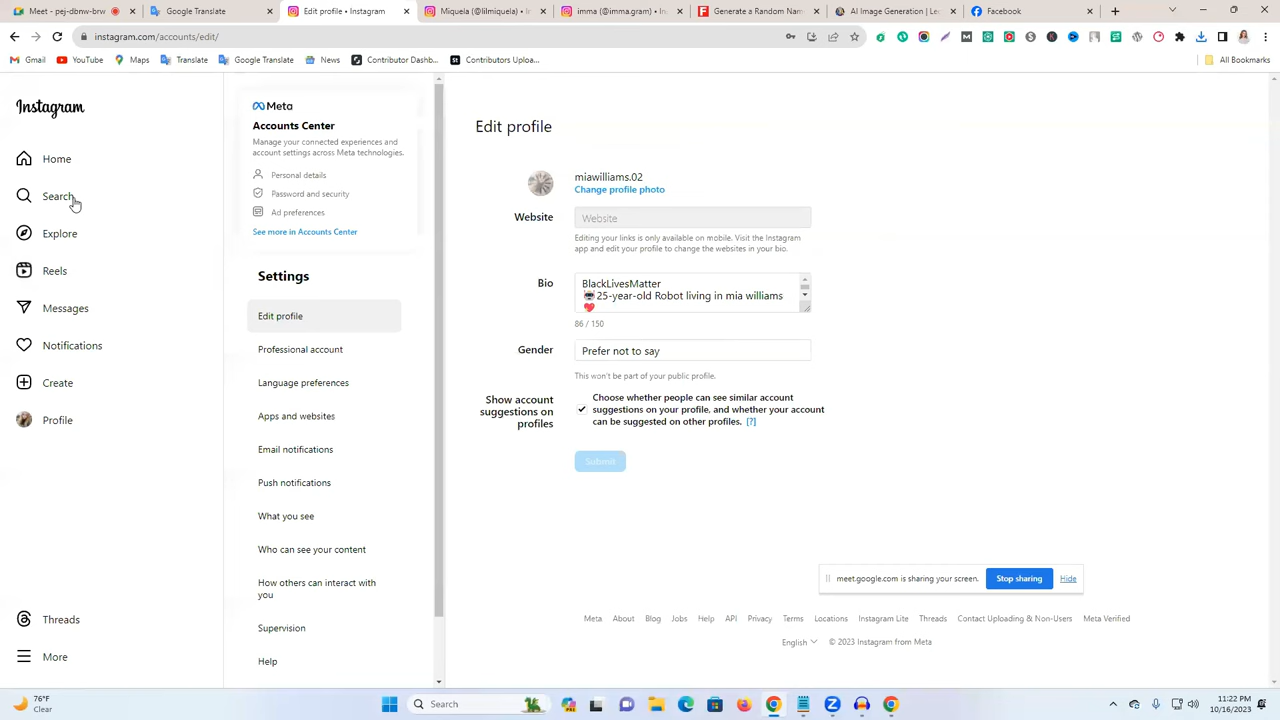 Meet – pejd bnw-brw
Google Translate
Edit profile • Instagram
Miquela (@lilmiquela) • In
imma (@imma.gram) • Ins
Generate a Random Nam
AI Image Generation | Leo
Facebook
instagram.com/accounts/edit/
Gmail
YouTube
Maps
Translate
Google Translate
News
Contributor Dashb...
Contributors Uploa...
All Bookmarks
Instagram
Home
Search
Explore
Reels
Messages
Notifications
Create
Profile
Threads
More
Meta
Accounts Center
Manage your connected experiences and
account settings across Meta technologies.
Personal details
Password and security
Ad preferences
See more in Accounts Center
Settings
Edit profile
Professional account
Language preferences
Apps and websites
Email notifications
Push notifications
What you see
Who can see your content
How others can interact with
you
Supervision
Help
Edit profile
miawilliams.02
Change profile photo
Website
Website
Editing your links is only available on mobile. Visit the Instagram
app and edit your profile to change the websites in your bio.
Bio
BlackLivesMatter
🤖25-year-old Robot living in mia williams
❤️
86 / 150
Gender
Prefer not to say
This won't be part of your public profile.
Show account
suggestions on
profiles
Choose whether people can see similar account
suggestions on your profile, and whether your account
can be suggested on other profiles. [?]
Submit
meet.google.com is sharing your screen.
Stop sharing
Hide
Meta About Blog Jobs Help API Privacy Terms Locations Instagram Lite Threads Contact Uploading & Non-Users Meta Verified
English © 2023 Instagram from Meta
76°F
Clear
Search
11:22 PM
10/16/2023